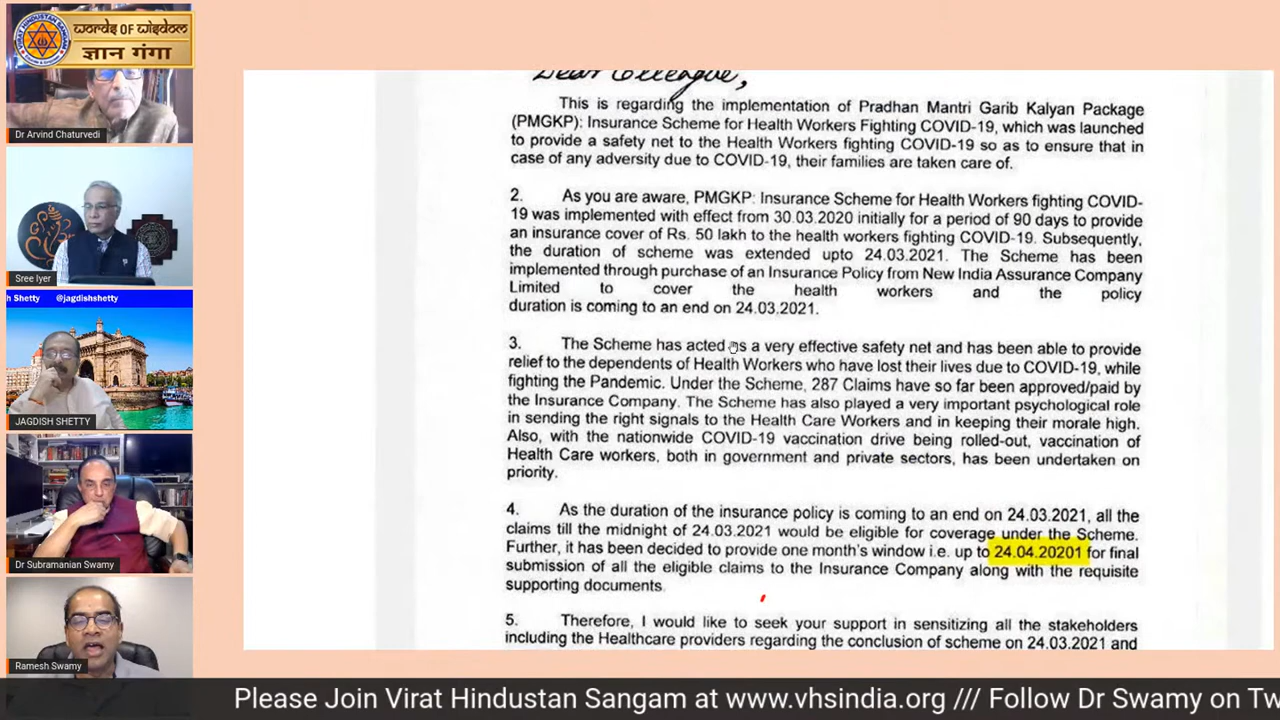 VIRAT HINDUSTAN SANGAM
WORDS OF WISDOM
ज्ञान गंगा
Dr Arvind Chaturvedi
Sree Iyer
sh Shetty @jagdishshetty
JAGDISH SHETTY
Dr Subramanian Swamy
Ramesh Swamy
Dear Colleague,
This is regarding the implementation of Pradhan Mantri Garib Kalyan Package
(PMGKP): Insurance Scheme for Health Workers Fighting COVID-19, which was launched
to provide a safety net to the Health Workers fighting COVID-19 so as to ensure that in
case of any adversity due to COVID-19, their families are taken care of.
2. As you are aware, PMGKP: Insurance Scheme for Health Workers fighting COVID-
19 was implemented with effect from 30.03.2020 initially for a period of 90 days to provide
an insurance cover of Rs. 50 lakh to the health workers fighting COVID-19. Subsequently,
the duration of scheme was extended upto 24.03.2021. The Scheme has been
implemented through purchase of an Insurance Policy from New India Assurance Company
Limited to cover the health workers and the policy
duration is coming to an end on 24.03.2021.
3. The Scheme has acted as a very effective safety net and has been able to provide
relief to the dependents of Health Workers who have lost their lives due to COVID-19, while
fighting the Pandemic. Under the Scheme, 287 Claims have so far been approved/paid by
the Insurance Company. The Scheme has also played a very important psychological role
in sending the right signals to the Health Care Workers and in keeping their morale high.
Also, with the nationwide COVID-19 vaccination drive being rolled-out, vaccination of
Health Care workers, both in government and private sectors, has been undertaken on
priority.
4. As the duration of the insurance policy is coming to an end on 24.03.2021, all the
claims till the midnight of 24.03.2021 would be eligible for coverage under the Scheme.
Further, it has been decided to provide one month's window i.e. up to 24.04.20201 for final
submission of all the eligible claims to the Insurance Company along with the requisite
supporting documents.
5. Therefore, I would like to seek your support in sensitizing all the stakeholders
including the Healthcare providers regarding the conclusion of scheme on 24.03.2021 and
Please Join Virat Hindustan Sangam at www.vhsindia.org /// Follow Dr Swamy on Tw